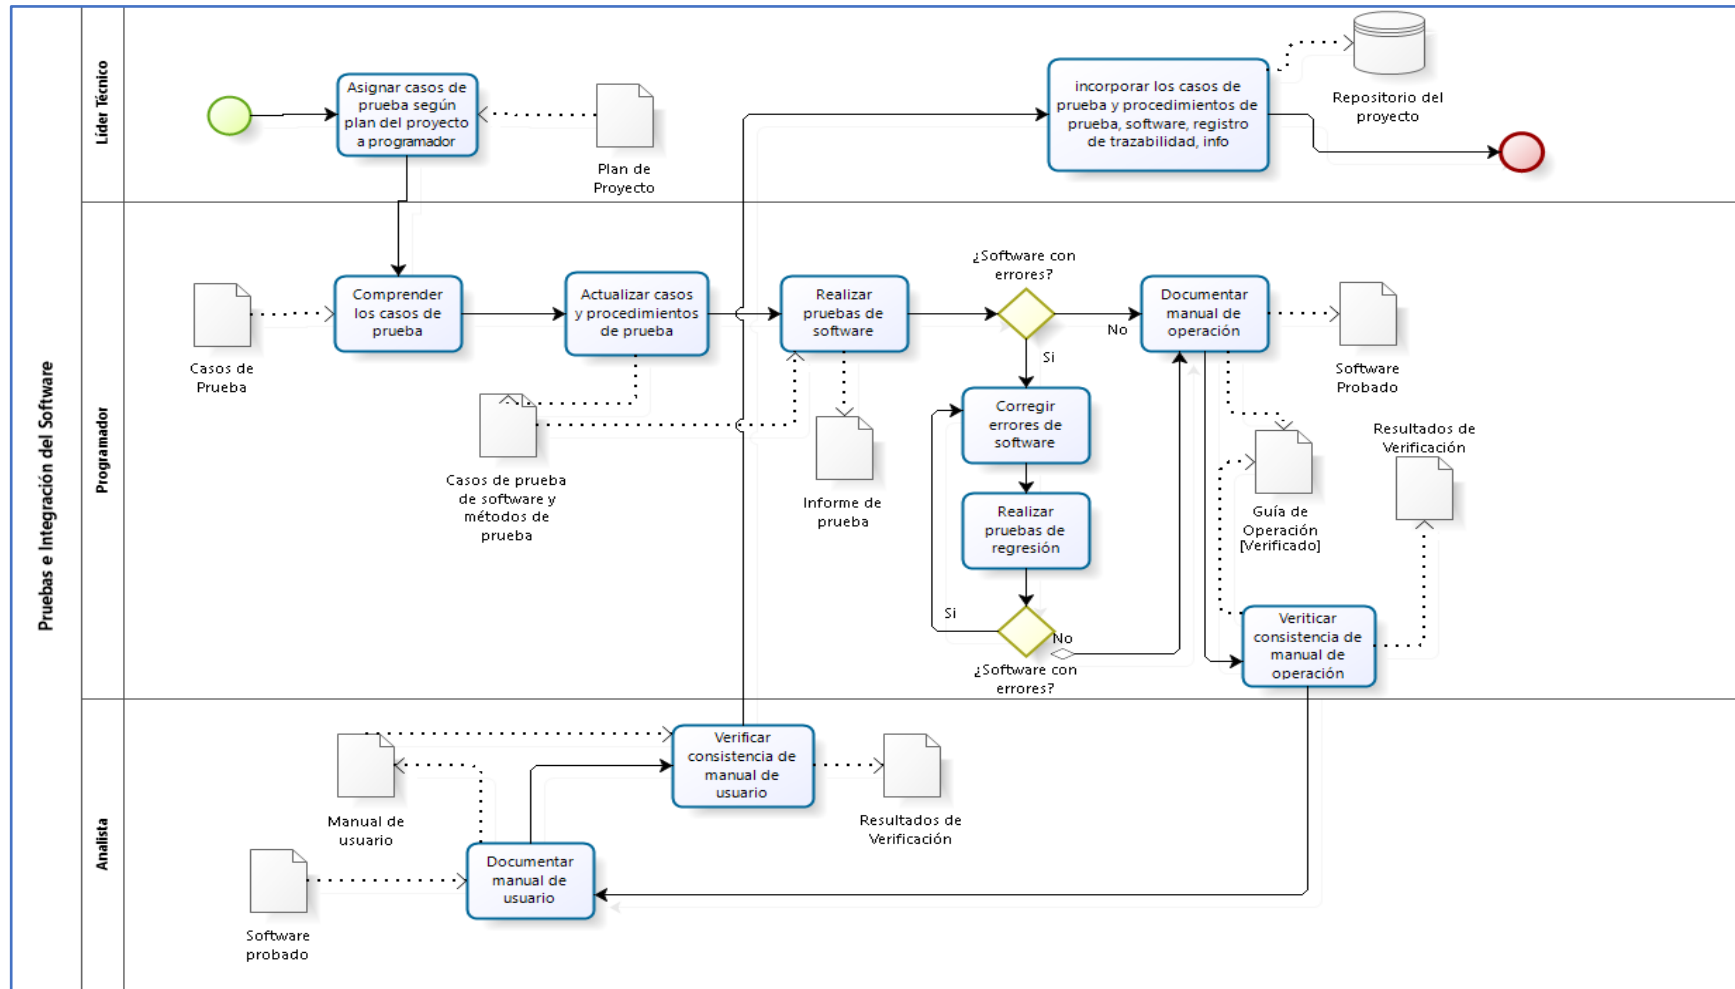 Pruebas e Integración del Software
Líder Técnico
Asignar casos de
prueba según
plan del proyecto
a programador
Plan de
Proyecto
incorporar los casos de
prueba y procedimientos de
prueba, software, registro
de trazabilidad, info
Repositorio del
proyecto
Programador
Casos de
Prueba
Comprender
los casos de
prueba
Actualizar casos
y procedimientos
de prueba
Casos de prueba
de software y
métodos de
prueba
Realizar
pruebas de
software
Informe de
prueba
¿Software con
errores?
No
Si
Corregir
errores de
software
Realizar
pruebas de
regresión
Si
No
¿Software con
errores?
Documentar
manual de
operación
Software
Probado
Guía de
Operación
[Verificado]
Resultados de
Verificación
Veriticar
consistencia de
manual de
operación
Analista
Manual de
usuario
Verificar
consistencia de
manual de
usuario
Resultados de
Verificación
Documentar
manual de
usuario
Software
probado